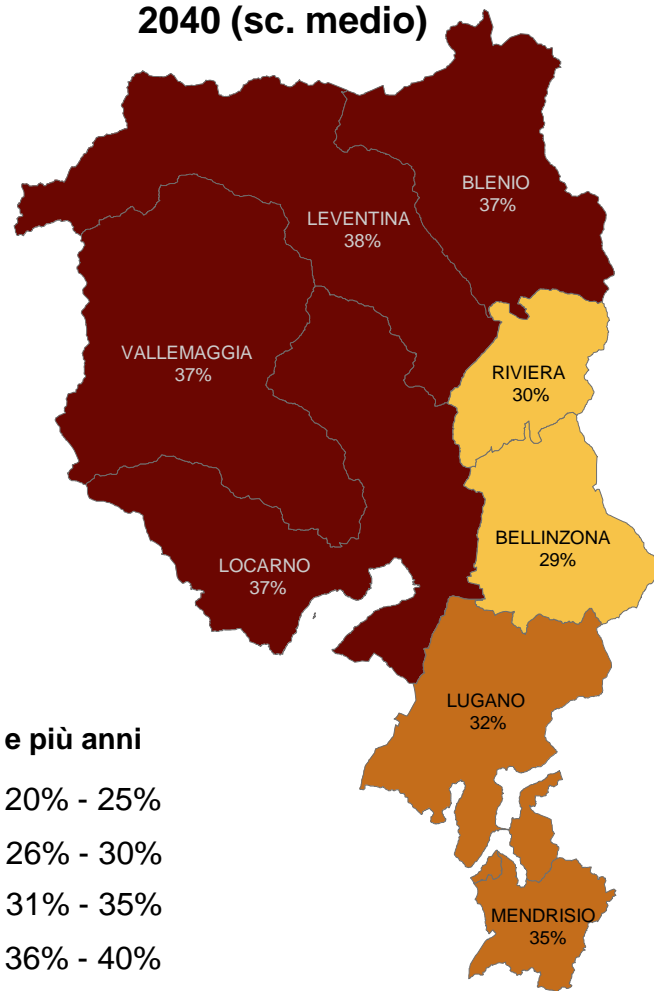 2040 (sc. medio)
BLENIO
37%
LEVENTINA
38%
VALLEMAGGIA
37%
RIVIERA
30%
BELLINZONA
29%
LOCARNO
37%
LUGANO
32%
MENDRISIO
35%
e più anni
20% - 25%
26% - 30%
31% - 35%
36% - 40%